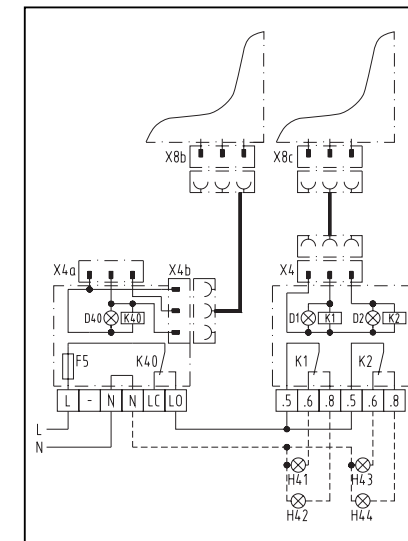 X8b X8c
X4a X4b X4
D40 K40 D1 K1 D2 K2
F5 K40 K1 K2
L - N N LC LO .5 .6 .8 .5 .6 .8
L
N
H41 H43
H42 H44